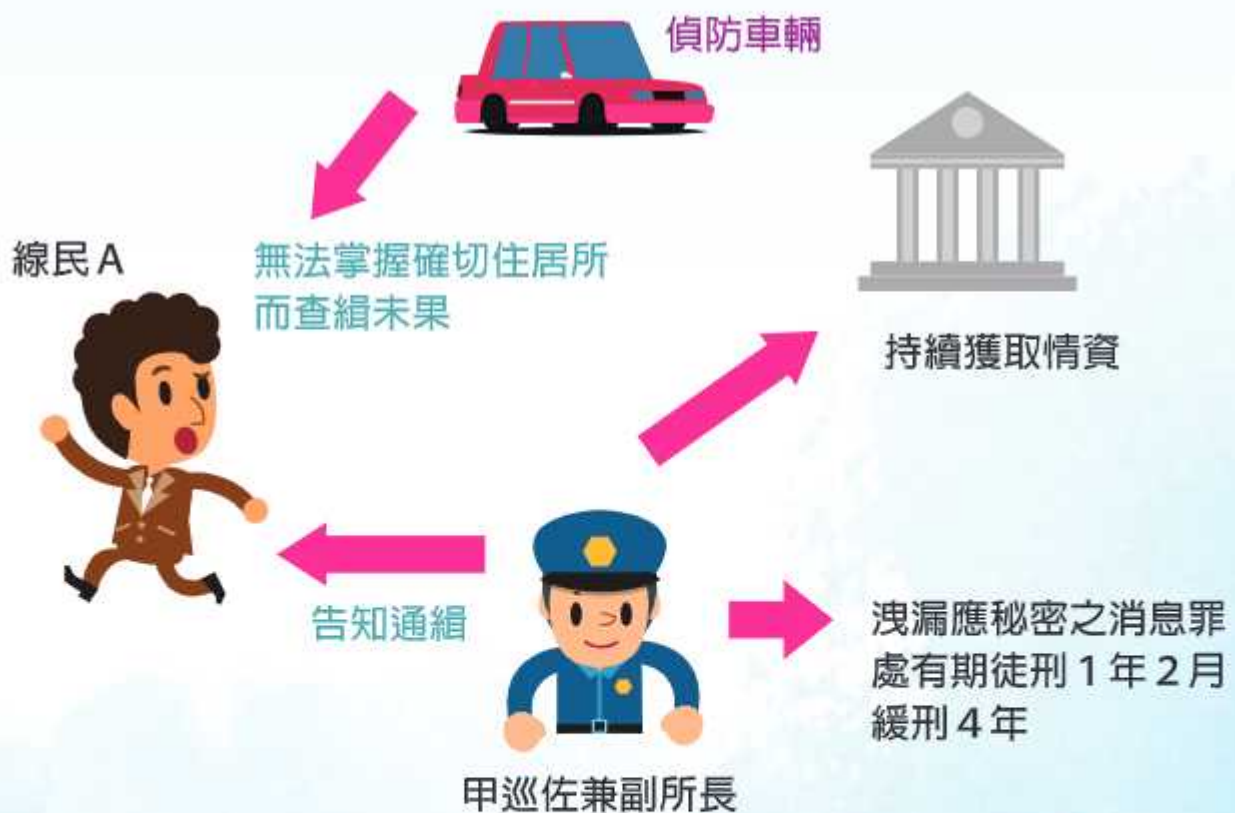 偵防車輛
線民A
無法掌握確切住居所
而查緝未果
持續獲取情資
告知通緝
洩漏應秘密之消息罪
處有期徒刑1年2月
緩刑4年
甲巡佐兼副所長